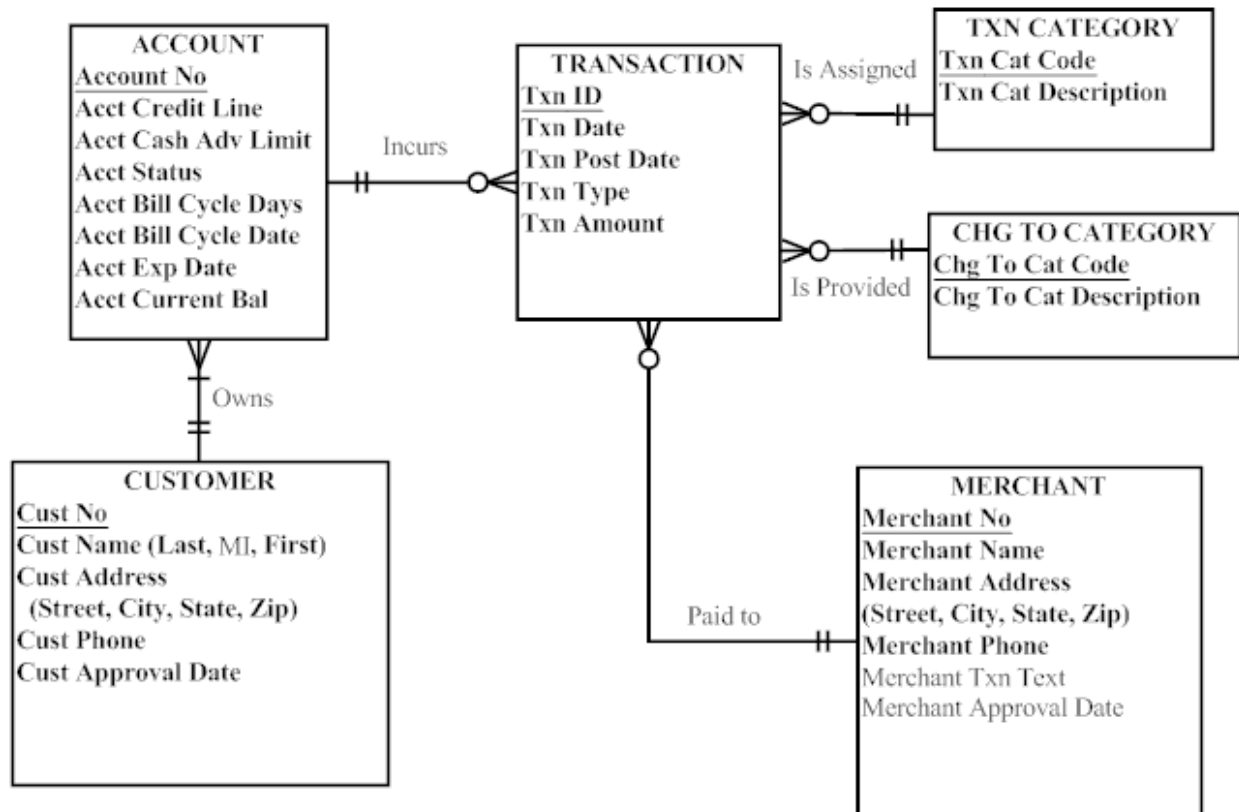 ACCOUNT
Account No
Acct Credit Line
Acct Cash Adv Limit
Acct Status
Acct Bill Cycle Days
Acct Bill Cycle Date
Acct Exp Date
Acct Current Bal
Incurs
TRANSACTION
Txn ID
Txn Date
Txn Post Date
Txn Type
Txn Amount
Is Assigned
TXN CATEGORY
Txn Cat Code
Txn Cat Description
Is Provided
CHG TO CATEGORY
Chg To Cat Code
Chg To Cat Description
Owns
CUSTOMER
Cust No
Cust Name (Last, MI, First)
Cust Address
(Street, City, State, Zip)
Cust Phone
Cust Approval Date
Paid to
MERCHANT
Merchant No
Merchant Name
Merchant Address
(Street, City, State, Zip)
Merchant Phone
Merchant Txn Text
Merchant Approval Date